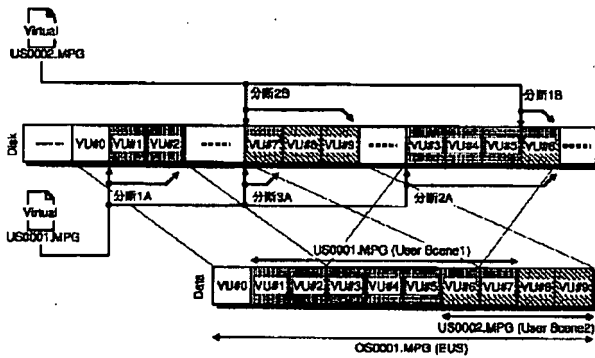 Virtual
US0002.MPG
分断2B
分断1B
Disk
VU#0
VU#1
VU#2
VU#7
VU#8
VU#9
VU#3
VU#4
VU#5
VU#6
Virtual
US0001.MPG
分断1A
分断3A
分断2A
US0001.MPG (User Scene1)
Data
VU#0
VU#1
VU#2
VU#3
VU#4
VU#5
VU#6
VU#7
VU#8
VU#9
US0002.MPG (User Scene2)
OS0001.MPG (EUS)